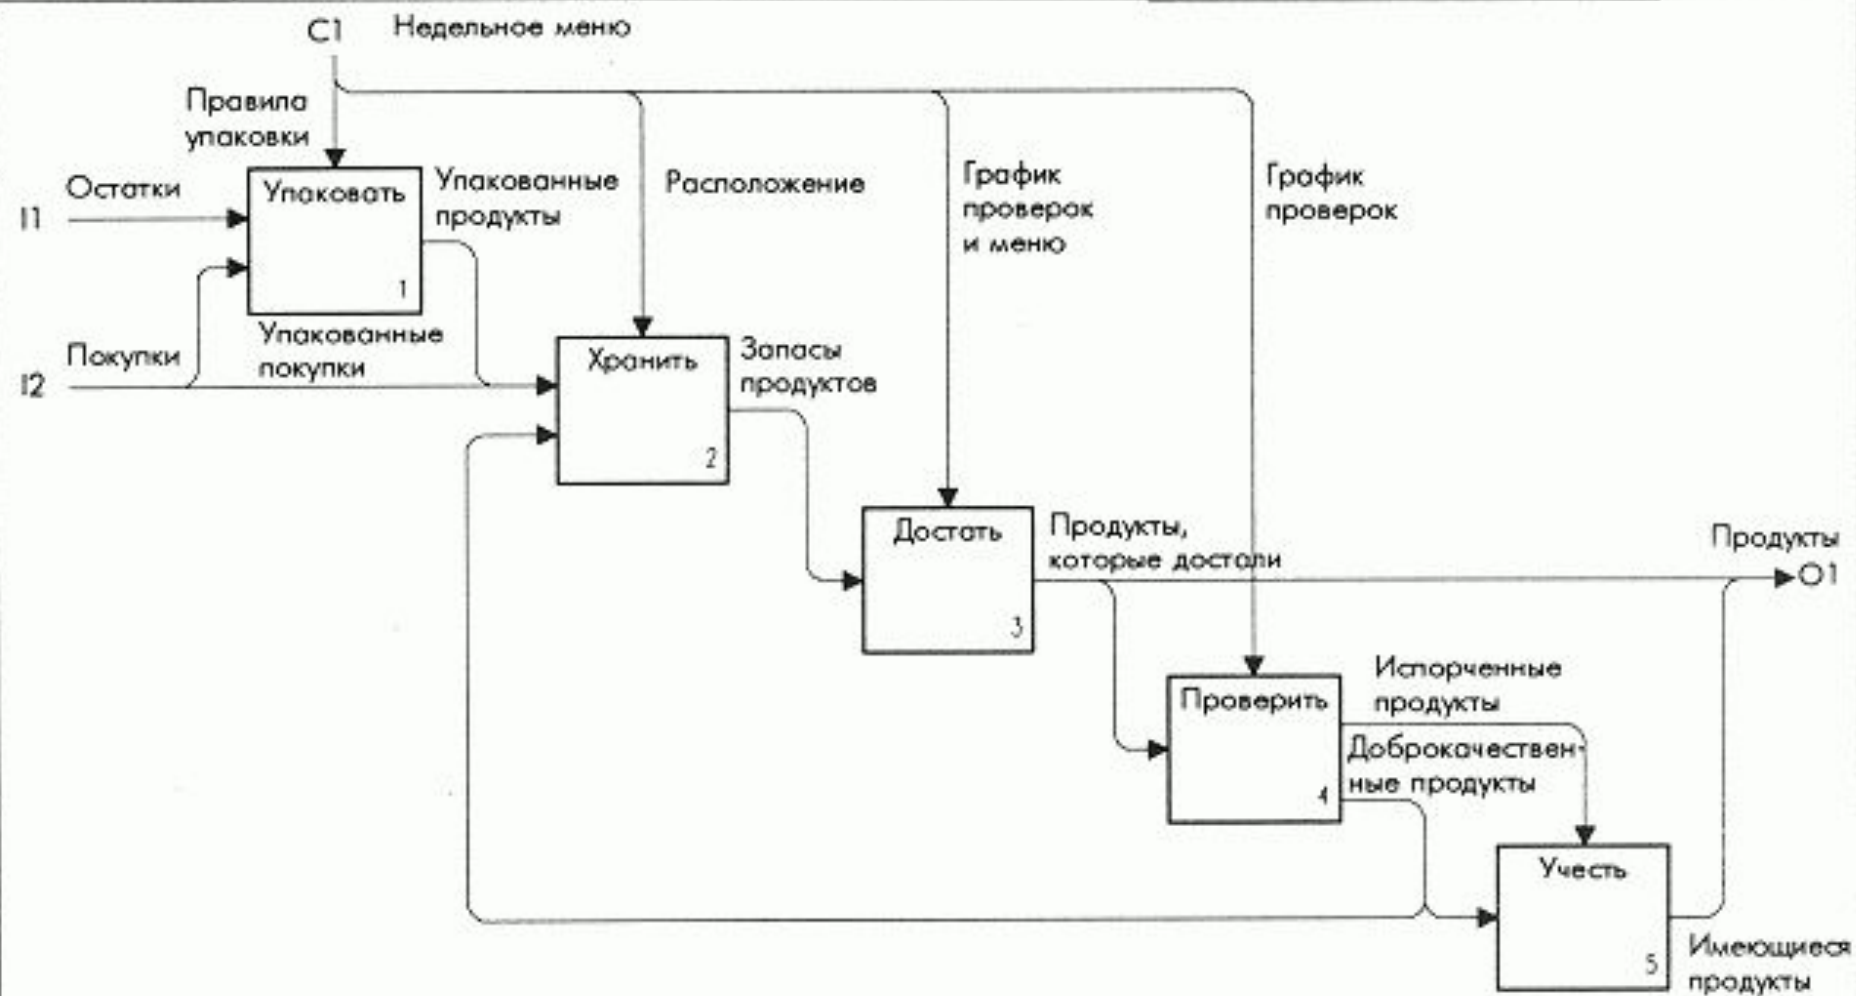 C1 Недельное меню
Правила
упаковки
I1
Остатки
Упаковать
1
Упакованные
продукты
Расположение
График
проверок
и меню
График
проверок
I2
Покупки
Упакованные
покупки
Хранить
2
Запасы
продуктов
Достать
3
Продукты,
которые достали
Продукты
O1
Проверить
4
Испорченные
продукты
Доброкачествен-
ные продукты
Учесть
5
Имеющиеся
продукты